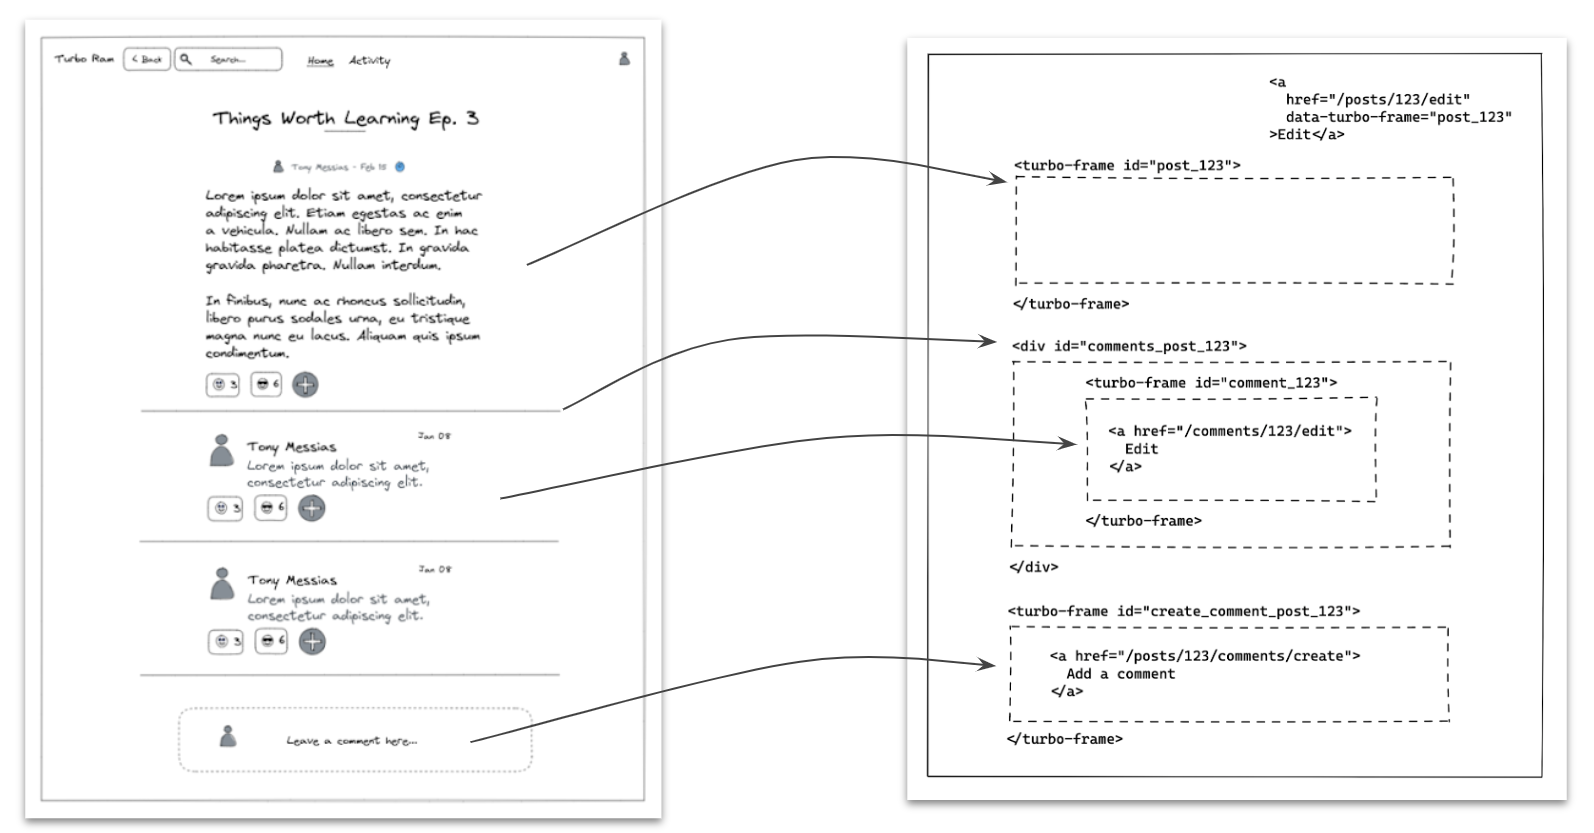 Turbo Ram < Back Search... Home Activity
Things Worth Learning Ep. 3
Tony Messias - Feb 15
Lorem ipsum dolor sit amet, consectetur
adipiscing elit. Etiam egestas ac enim
a vehicula. Nullam ac libero sem. In hac
habitasse platea dictumst. In gravida
gravida pharetra. Nullam interdum.
In finibus, nunc ac rhoncus sollicitudin,
libero purus sodales urna, eu tristique
magna nunc eu lacus. Aliquam quis ipsum
condimentum.
3 6
Jan 08
Tony Messias
Lorem ipsum dolor sit amet,
consectetur adipiscing elit.
3 6
Jan 08
Tony Messias
Lorem ipsum dolor sit amet,
consectetur adipiscing elit.
3 6
Leave a comment here...
<a
href="/posts/123/edit"
data-turbo-frame="post_123"
>Edit</a>
<turbo-frame id="post_123">
</turbo-frame>
<div id="comments_post_123">
<turbo-frame id="comment_123">
<a href="/comments/123/edit">
Edit
</a>
</turbo-frame>
</div>
<turbo-frame id="create_comment_post_123">
<a href="/posts/123/comments/create">
Add a comment
</a>
</turbo-frame>